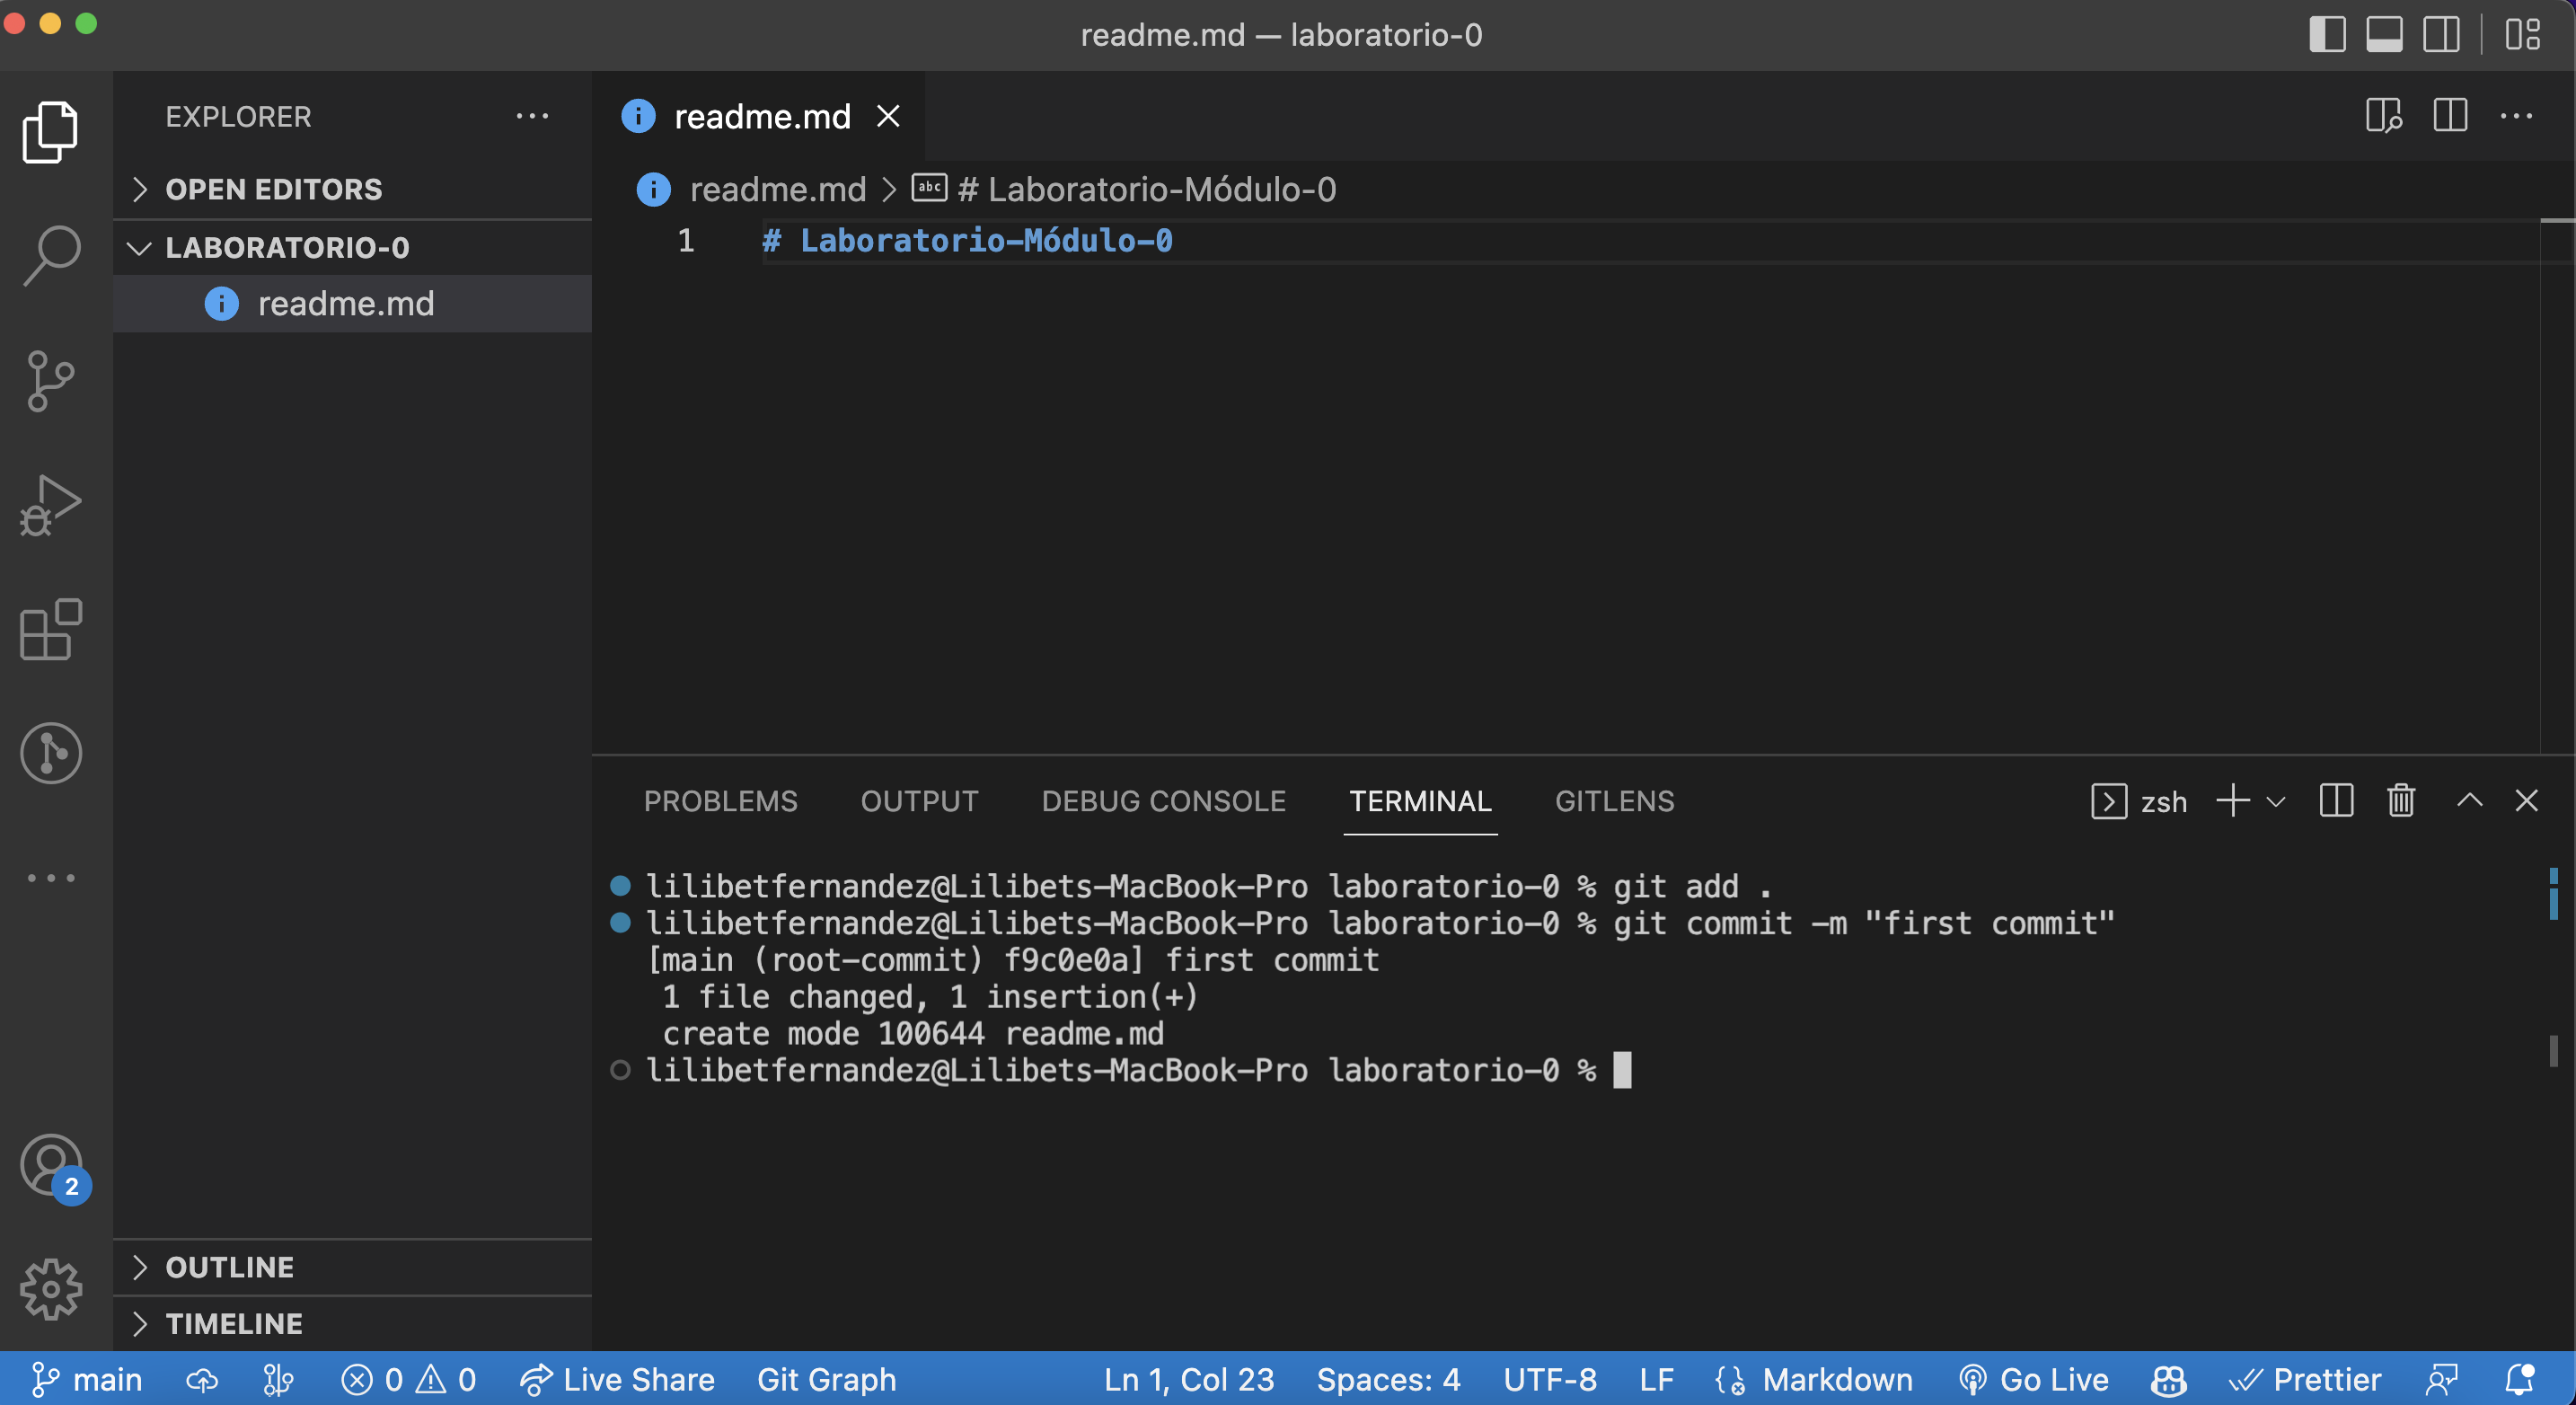 readme.md — laboratorio-0
EXPLORER
OPEN EDITORS
LABORATORIO-0
readme.md
readme.md
readme.md > abc # Laboratorio-Módulo-0
1 # Laboratorio-Módulo-0
PROBLEMS OUTPUT DEBUG CONSOLE TERMINAL GITLENS
zsh
lilibetfernandez@Lilibets-MacBook-Pro laboratorio-0 % git add .
lilibetfernandez@Lilibets-MacBook-Pro laboratorio-0 % git commit -m "first commit"
[main (root-commit) f9c0e0a] first commit
1 file changed, 1 insertion(+)
create mode 100644 readme.md
lilibetfernandez@Lilibets-MacBook-Pro laboratorio-0 %
2
OUTLINE
TIMELINE
main 0 0 Live Share Git Graph Ln 1, Col 23 Spaces: 4 UTF-8 LF Markdown Go Live Prettier